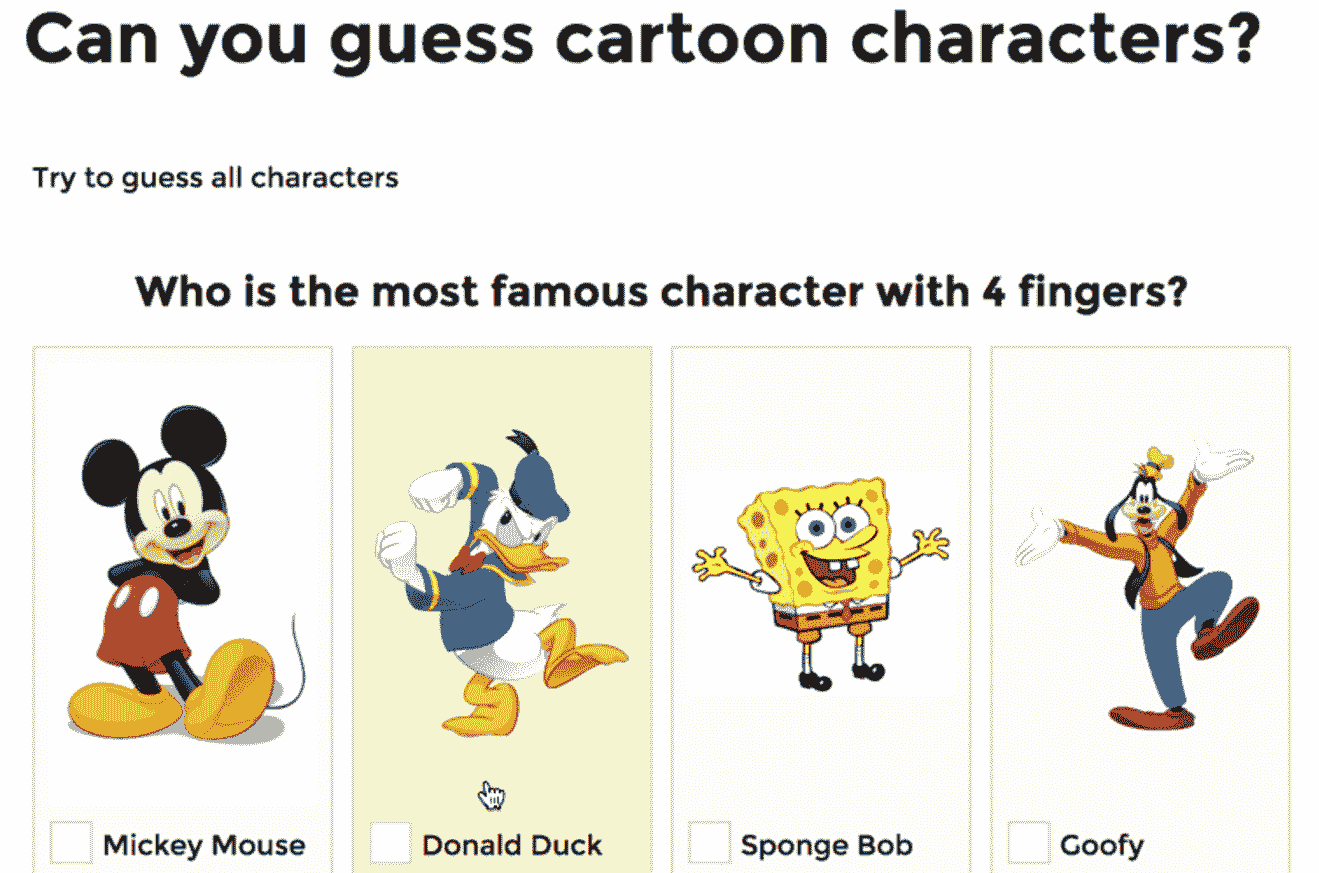 Can you guess cartoon characters?
Try to guess all characters
Who is the most famous character with 4 fingers?
Mickey Mouse
Donald Duck
Sponge Bob
Goofy